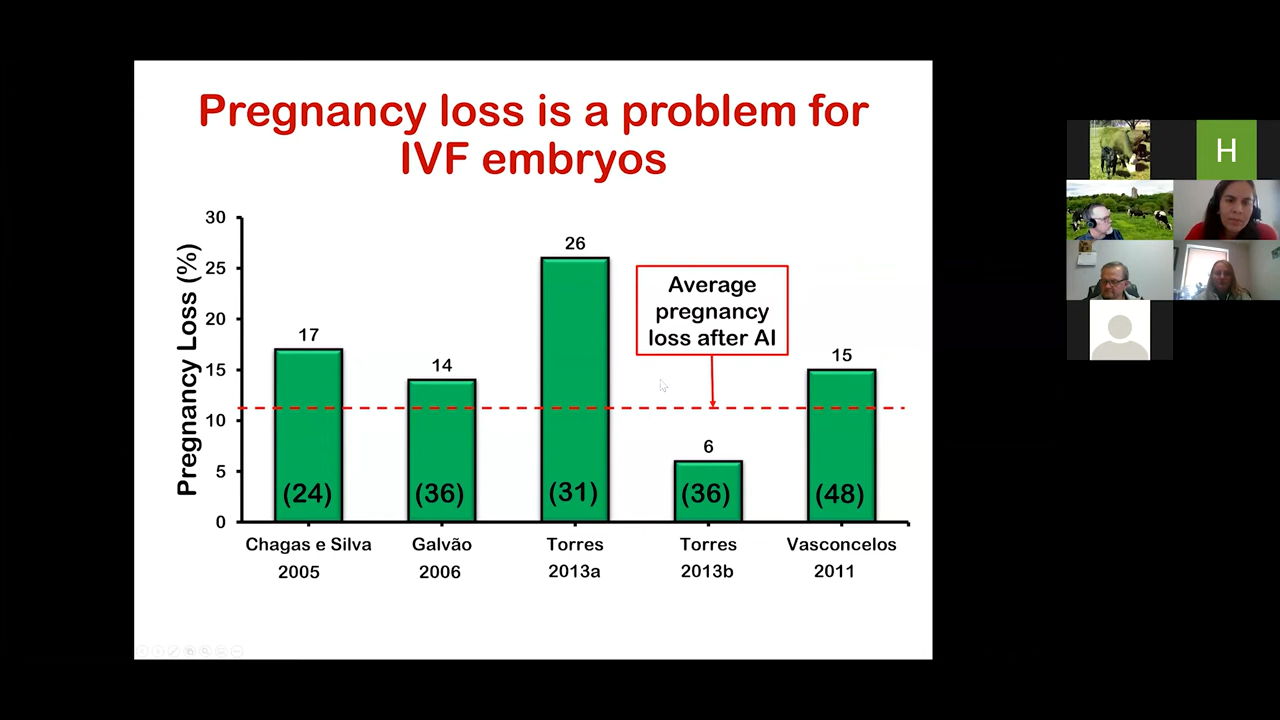 Pregnancy loss is a problem for
IVF embryos
Pregnancy Loss (%)
30
25
20
15
10
5
0
17
14
26
6
15
Average
pregnancy
loss after AI
(24)
(36)
(31)
(36)
(48)
Chagas e Silva
2005
Galvão
2006
Torres
2013a
Torres
2013b
Vasconcelos
2011
H